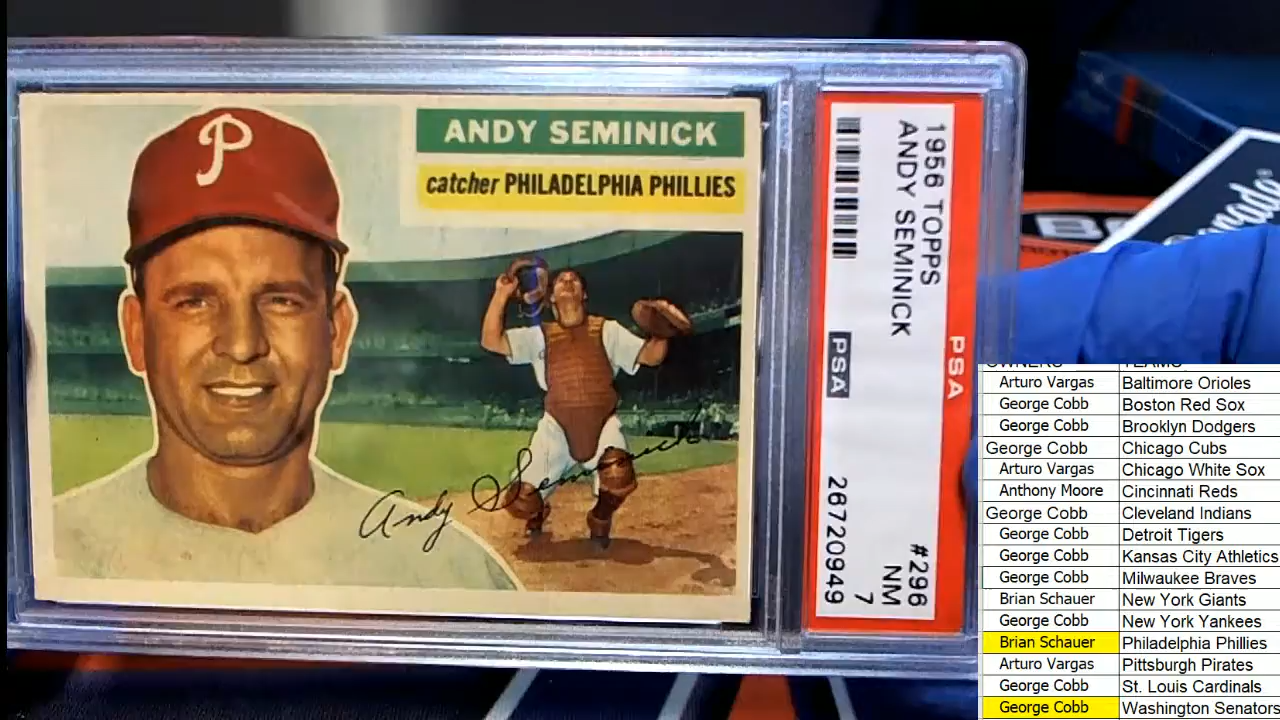 P
ANDY SEMINICK
catcher PHILADELPHIA PHILLIES
Andy Seminick
1956 TOPPS
ANDY SEMINICK
#296
NM
7
PSA
26720949
PSA
OWNERS TEAMS
Arturo Vargas Baltimore Orioles
George Cobb Boston Red Sox
George Cobb Brooklyn Dodgers
George Cobb Chicago Cubs
Arturo Vargas Chicago White Sox
Anthony Moore Cincinnati Reds
George Cobb Cleveland Indians
George Cobb Detroit Tigers
George Cobb Kansas City Athletics
George Cobb Milwaukee Braves
Brian Schauer New York Giants
George Cobb New York Yankees
Brian Schauer Philadelphia Phillies
Arturo Vargas Pittsburgh Pirates
George Cobb St. Louis Cardinals
George Cobb Washington Senators